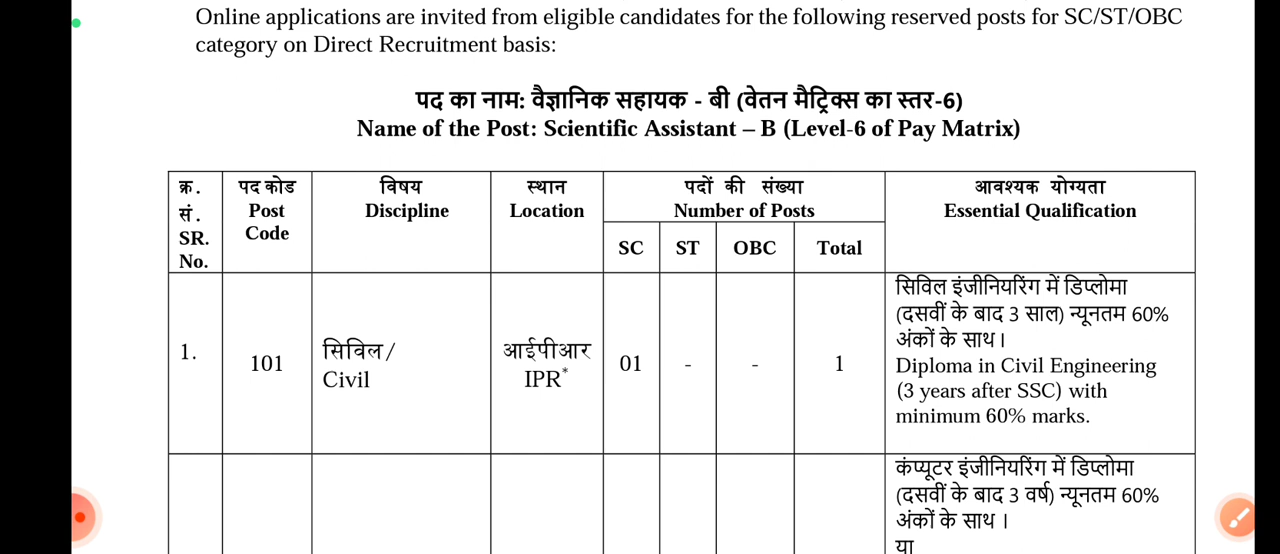 Online applications are invited from eligible candidates for the following reserved posts for SC/ST/OBC
category on Direct Recruitment basis:
पद का नाम: वैज्ञानिक सहायक - बी (वेतन मैट्रिक्स का स्तर-6)
Name of the Post: Scientific Assistant – B (Level-6 of Pay Matrix)
क्र.
सं.
SR.
No.
पद कोड
Post
Code
विषय
Discipline
स्थान
Location
पदों की संख्या
Number of Posts
SC
ST
OBC
Total
आवश्यक योग्यता
Essential Qualification
1.
101
सिविल/
Civil
आईपीआर
IPR*
01
-
-
1
सिविल इंजीनियरिंग में डिप्लोमा
(दसवीं के बाद 3 साल) न्यूनतम 60%
अंकों के साथ।
Diploma in Civil Engineering
(3 years after SSC) with
minimum 60% marks.
कंप्यूटर इंजीनियरिंग में डिप्लोमा
(दसवीं के बाद 3 वर्ष) न्यूनतम 60%
अंकों के साथ ।
या